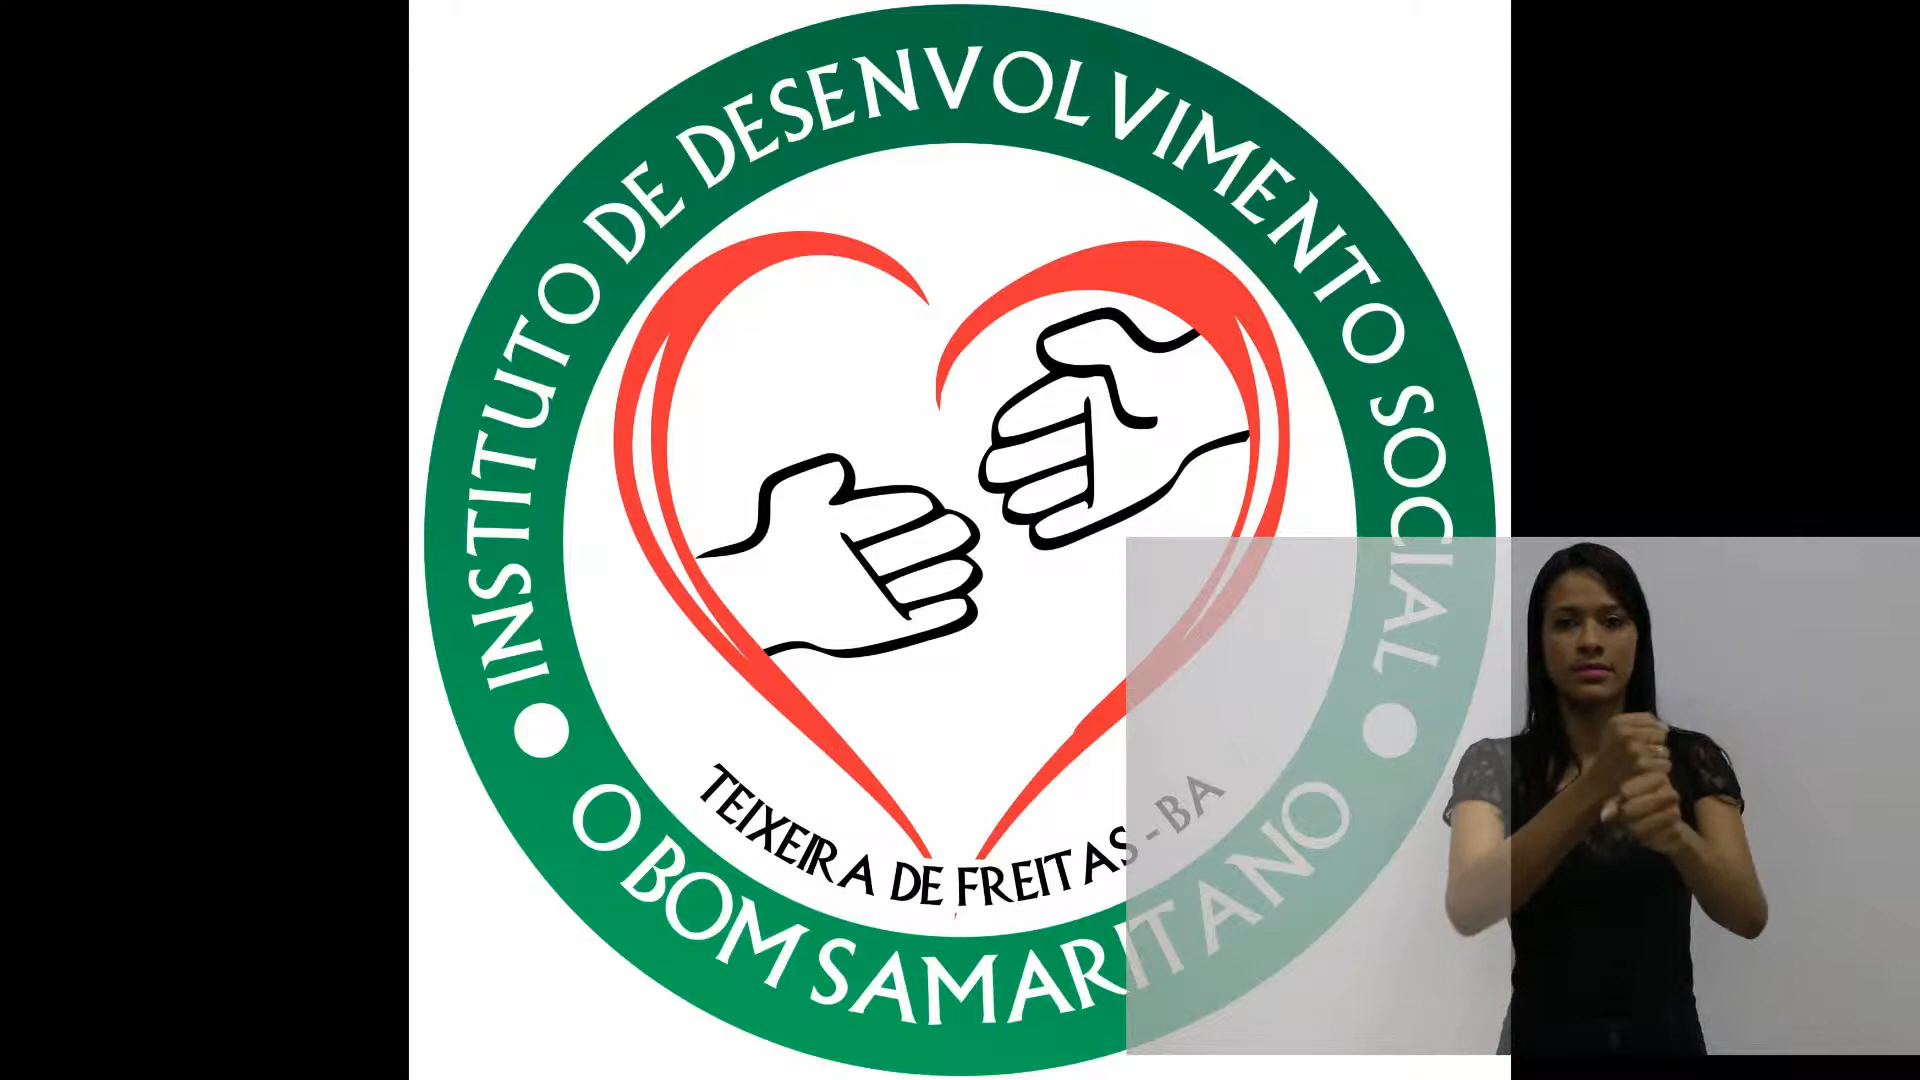 INSTITUTO DE DESENVOLVIMENTO SOCIAL
TEIXEIRA DE FREITAS - BA
O BOM SAMARITANO